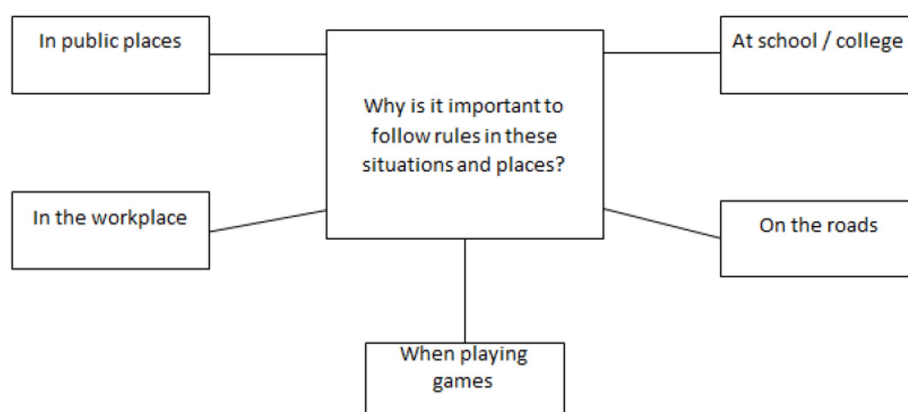 In public places
At school / college
Why is it important to
follow rules in these
situations and places?
In the workplace
On the roads
When playing
games